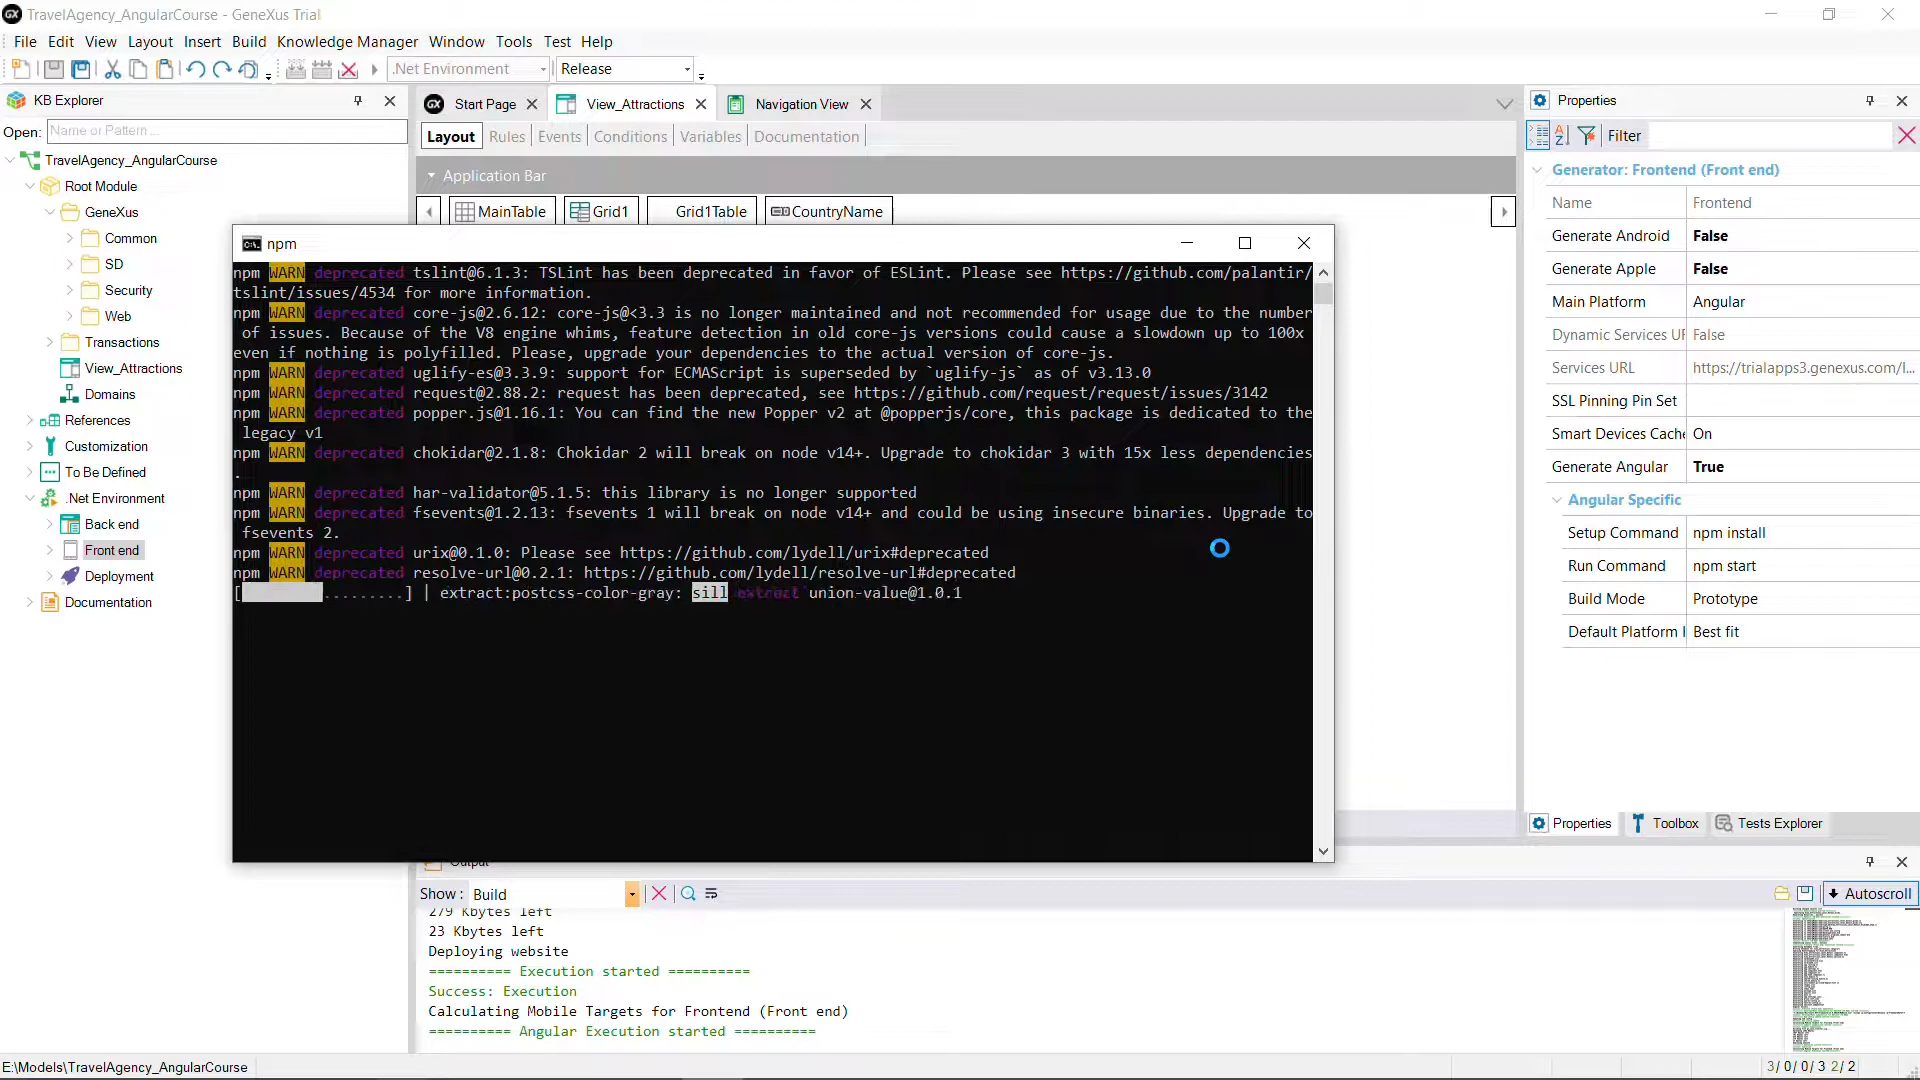 TravelAgency_AngularCourse - GeneXus Trial
File Edit View Layout Insert Build Knowledge Manager Window Tools Test Help
.Net Environment Release
KB Explorer
Open: Name or Pattern ...
TravelAgency_AngularCourse
Root Module
GeneXus
Common
SD
Security
Web
Transactions
View_Attractions
Domains
References
Customization
To Be Defined
.Net Environment
Back end
Front end
Deployment
Documentation
GX Start Page View_Attractions Navigation View
Layout Rules Events Conditions Variables Documentation
Application Bar
MainTable Grid1 Grid1Table CountryName
npm
npm WARN deprecated tslint@6.1.3: TSLint has been deprecated in favor of ESLint. Please see https://github.com/palantir/
tslint/issues/4534 for more information.
npm WARN deprecated core-js@2.6.12: core-js@<3.3 is no longer maintained and not recommended for usage due to the number
of issues. Because of the V8 engine whims, feature detection in old core-js versions could cause a slowdown up to 100x
even if nothing is polyfilled. Please, upgrade your dependencies to the actual version of core-js.
npm WARN deprecated uglify-es@3.3.9: support for ECMAScript is superseded by `uglify-js` as of v3.13.0
npm WARN deprecated request@2.88.2: request has been deprecated, see https://github.com/request/request/issues/3142
npm WARN deprecated popper.js@1.16.1: You can find the new Popper v2 at @popperjs/core, this package is dedicated to the
legacy v1
npm WARN deprecated chokidar@2.1.8: Chokidar 2 will break on node v14+. Upgrade to chokidar 3 with 15x less dependencies
.
npm WARN deprecated har-validator@5.1.5: this library is no longer supported
npm WARN deprecated fsevents@1.2.13: fsevents 1 will break on node v14+ and could be using insecure binaries. Upgrade to
fsevents 2.
npm WARN deprecated urix@0.1.0: Please see https://github.com/lydell/urix#deprecated
npm WARN deprecated resolve-url@0.2.1: https://github.com/lydell/resolve-url#deprecated
[.........] | extract:postcss-color-gray: sill extract union-value@1.0.1
Output
Show : Build
Autoscroll
279 Kbytes left
23 Kbytes left
Deploying website
========== Execution started ==========
Success: Execution
Calculating Mobile Targets for Frontend (Front end)
========== Angular Execution started ==========
Properties
Filter
Generator: Frontend (Front end)
Name Frontend
Generate Android False
Generate Apple False
Main Platform Angular
Dynamic Services UF False
Services URL https://trialapps3.genexus.com/I...
SSL Pinning Pin Set
Smart Devices Cache On
Generate Angular True
Angular Specific
Setup Command npm install
Run Command npm start
Build Mode Prototype
Default Platform I Best fit
Properties Toolbox Tests Explorer
E:\Models\TravelAgency_AngularCourse
3/ 0/ 0/ 3 2/ 2